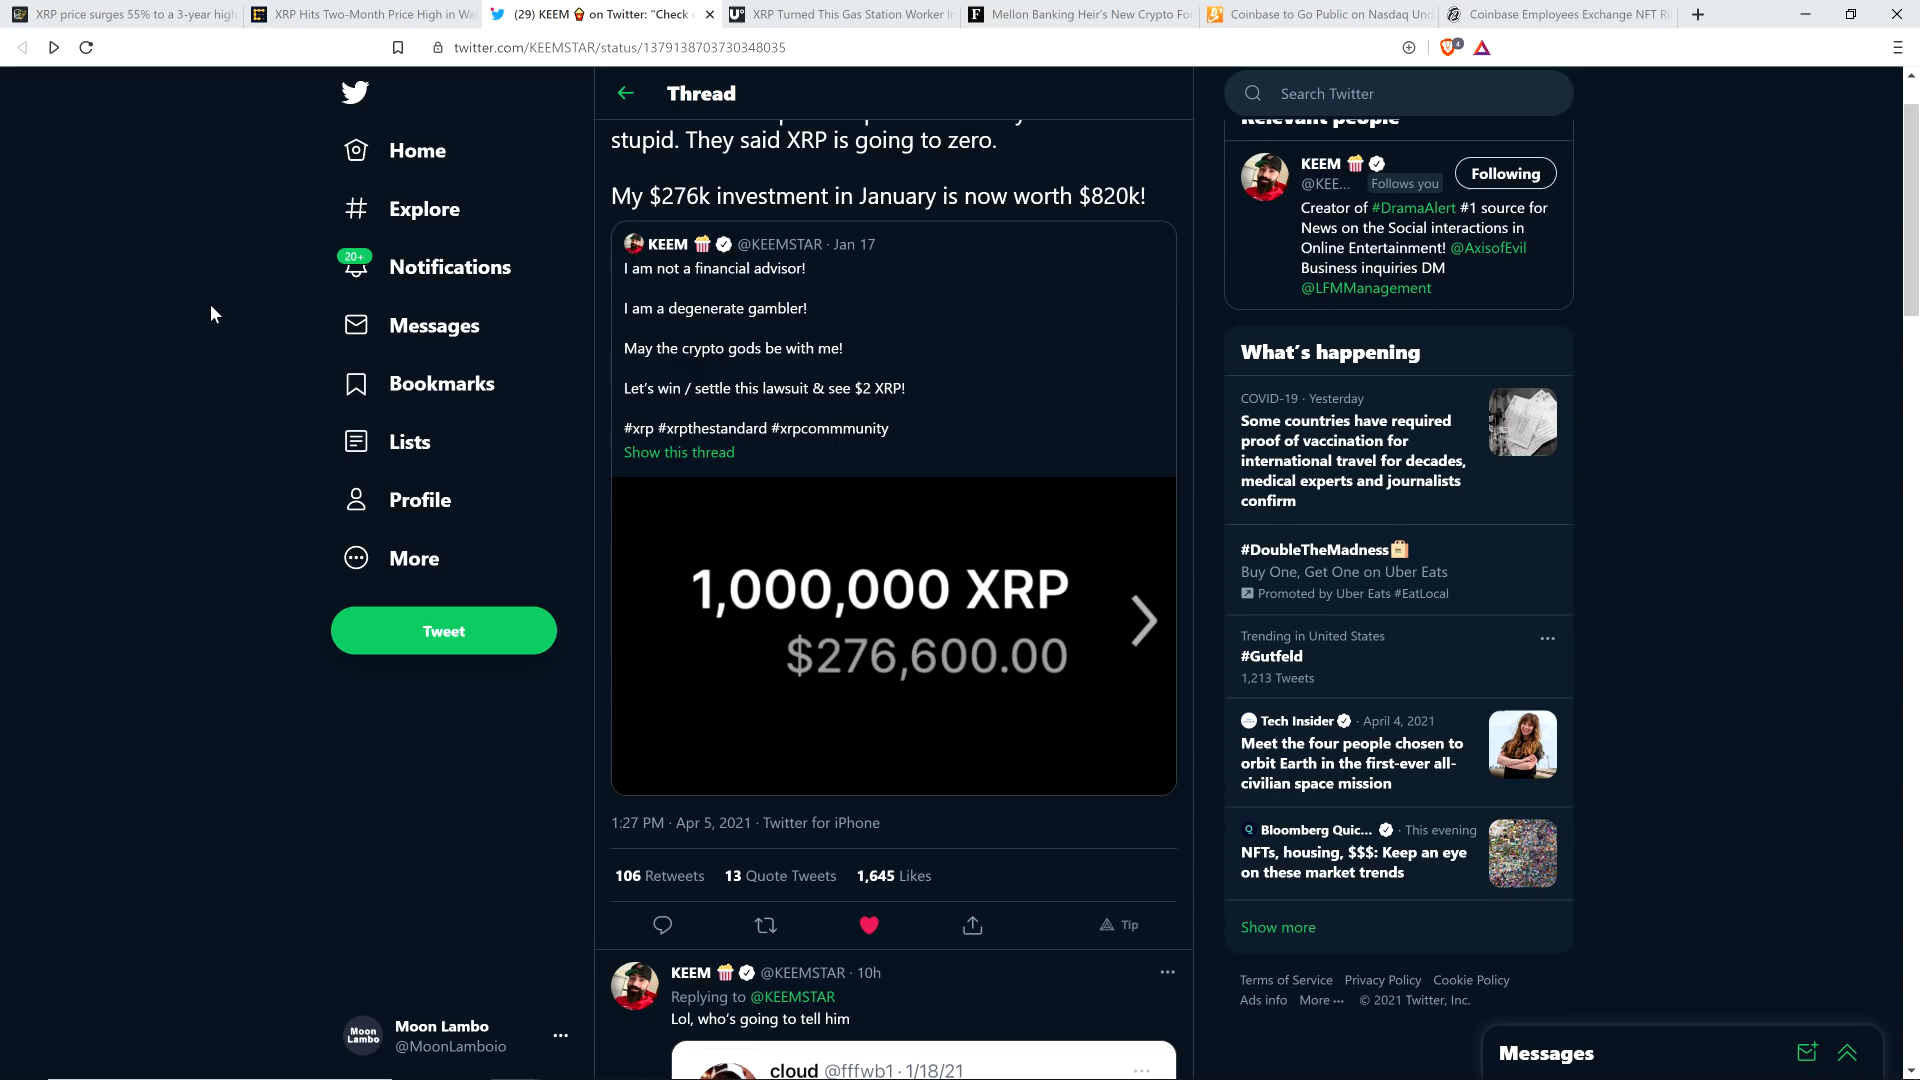 XRP price surges 55% to a 3-year high
XRP Hits Two-Month Price High in Wa
(29) KEEM on Twitter: "Check
XRP Turned This Gas Station Worker I
Mellon Banking Heir's New Crypto For
Coinbase to Go Public on Nasdaq Und
Coinbase Employees Exchange NFT Ri
twitter.com/KEEMSTAR/status/1379138703730348035
4
Home
Explore
20+
Notifications
Messages
Bookmarks
Lists
Profile
More
Tweet
Moon Lambo
Moon Lambo
@MoonLamboio
Thread
stupid. They said XRP is going to zero.
My $276k investment in January is now worth $820k!
KEEM @KEEMSTAR · Jan 17
I am not a financial advisor!
I am a degenerate gambler!
May the crypto gods be with me!
Let's win / settle this lawsuit & see $2 XRP!
#xrp #xrpthestandard #xrpcommmunity
Show this thread
1,000,000 XRP
$276,600.00
1:27 PM · Apr 5, 2021 · Twitter for iPhone
106 Retweets 13 Quote Tweets 1,645 Likes
Tip
KEEM @KEEMSTAR · 10h
Replying to @KEEMSTAR
Lol, who's going to tell him
cloud @fffwb1 · 1/18/21
Search Twitter
Relevant people
KEEM
@KEE... Follows you
Following
Creator of #DramaAlert #1 source for
News on the Social interactions in
Online Entertainment! @AxisofEvil
Business inquiries DM
@LFMManagement
What's happening
COVID-19 · Yesterday
Some countries have required
proof of vaccination for
international travel for decades,
medical experts and journalists
confirm
#DoubleTheMadness
Buy One, Get One on Uber Eats
Promoted by Uber Eats #EatLocal
Trending in United States
#Gutfeld
1,213 Tweets
Tech Insider · April 4, 2021
Meet the four people chosen to
orbit Earth in the first-ever all-
civilian space mission
Bloomberg Quic... · This evening
NFTs, housing, $$$: Keep an eye
on these market trends
Show more
Terms of Service Privacy Policy Cookie Policy
Ads info More ··· © 2021 Twitter, Inc.
Messages